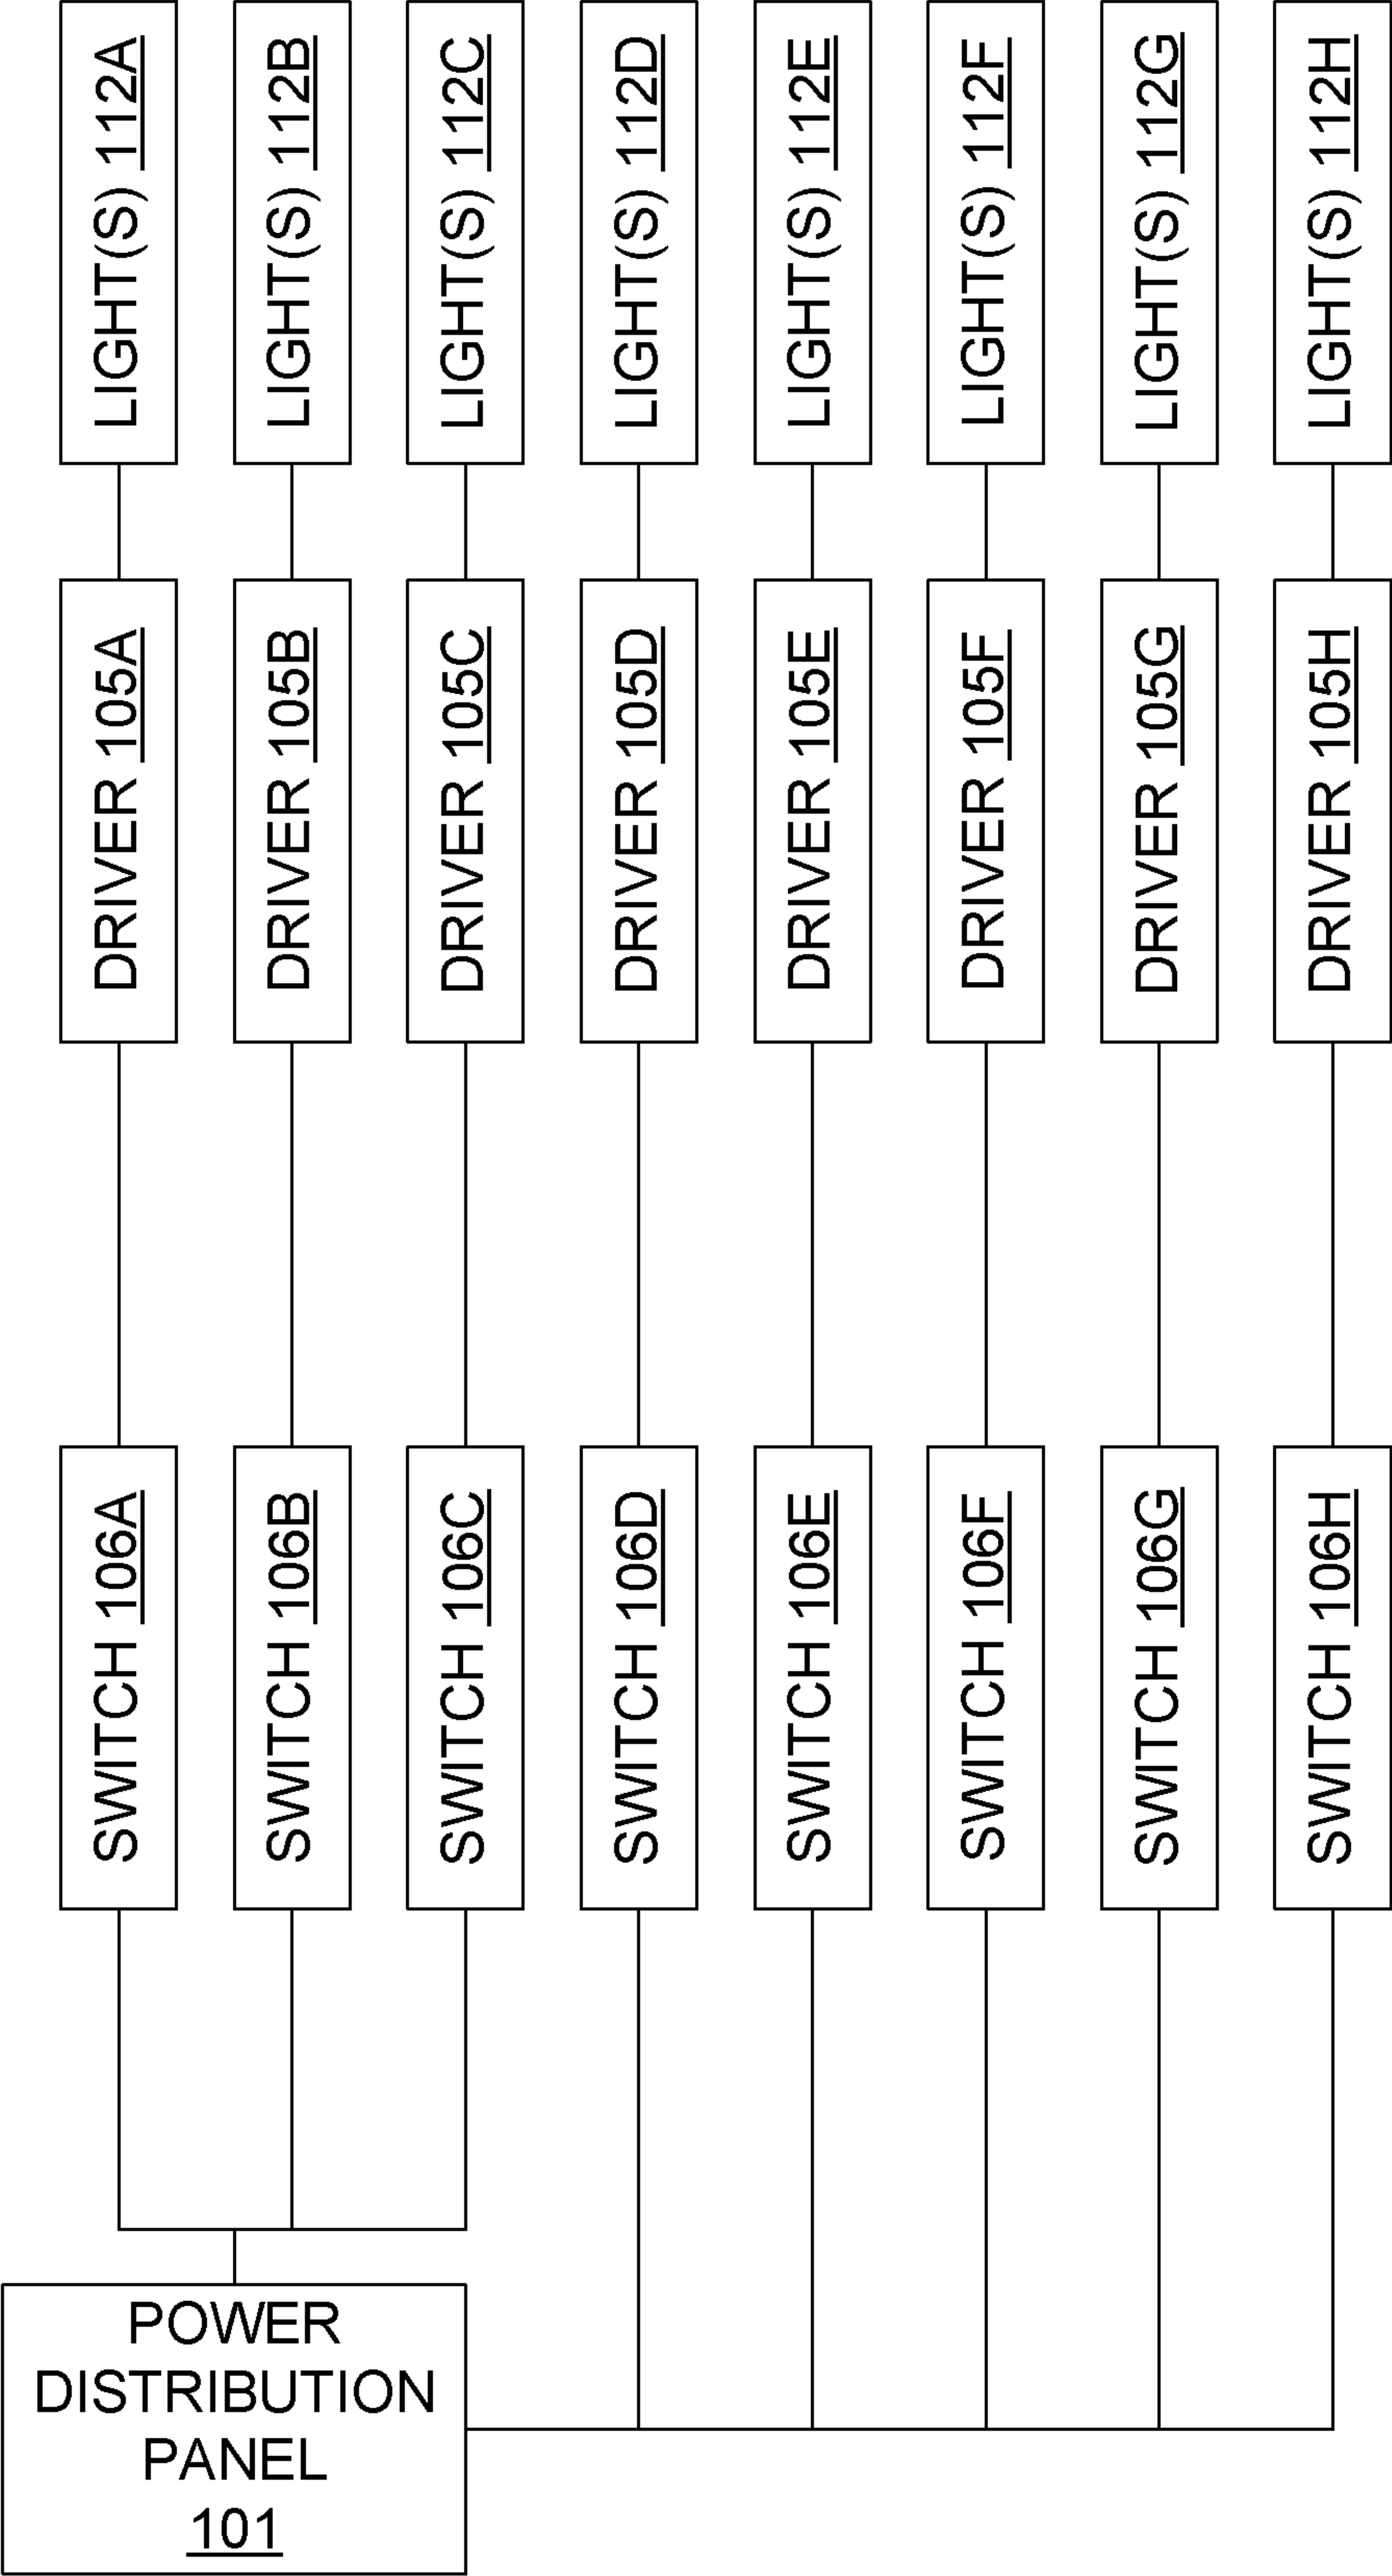 LIGHT(S) 112A
LIGHT(S) 112B
LIGHT(S) 112C
LIGHT(S) 112D
LIGHT(S) 112E
LIGHT(S) 112F
LIGHT(S) 112G
LIGHT(S) 112H
DRIVER 105A
DRIVER 105B
DRIVER 105C
DRIVER 105D
DRIVER 105E
DRIVER 105F
DRIVER 105G
DRIVER 105H
SWITCH 106A
SWITCH 106B
SWITCH 106C
SWITCH 106D
SWITCH 106E
SWITCH 106F
SWITCH 106G
SWITCH 106H
POWER
DISTRIBUTION
PANEL
101